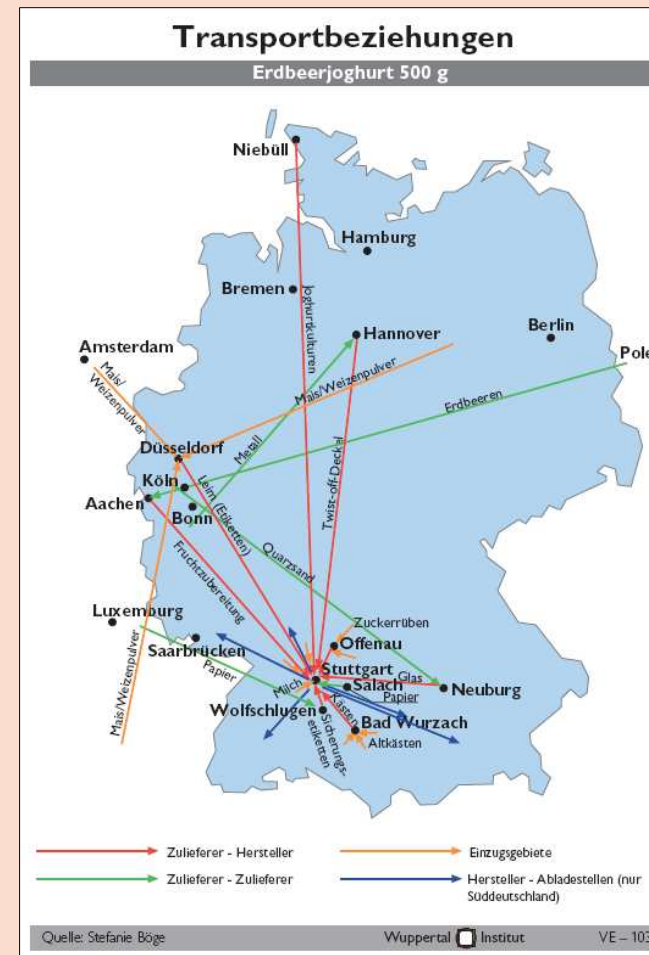 Transportbeziehungen
Erdbeerjoghurt 500 g
Niebüll
Hamburg
Bremen
Joghurtkulturen
Hannover
Berlin
Amsterdam
Mais/
Weizenpulver
Mais/Weizenpulver
Pole
Erdbeeren
Düsseldorf
Metall
Twist-off-Deckal
Köln
Leim (Etiketten)
Aachen
Bonn
Fruchtzubereitung
Quarzsand
Luxemburg
Zuckerrüben
Offenau
Saarbrücken
Papier
Mais/Weizenpulver
Stuttgart
Glas
Milch
Salach
Neuburg
Papier
Wolfschlugen
Kästen
Sicherungs-
etiketten
Bad Wurzach
Altkästen
Zulieferer - Hersteller
Einzugsgebiete
Zulieferer - Zulieferer
Hersteller - Abladestellen (nur
Süddeutschland)
Quelle: Stefanie Böge
Wuppertal Institut
VE – 103